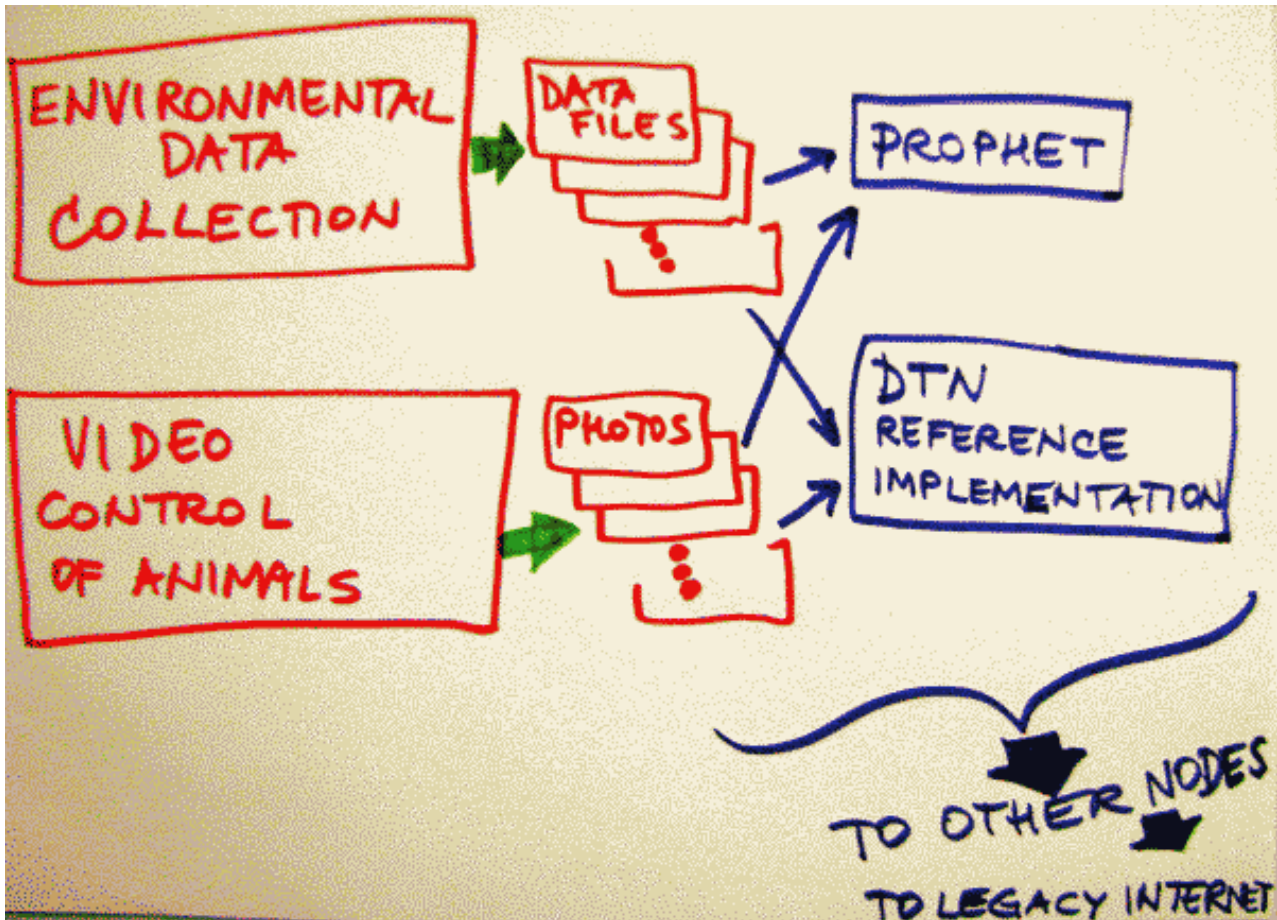 ENVIRONMENTAL
DATA
COLLECTION
DATA
FILES
PROPHET
VIDEO
CONTROL
OF ANIMALS
PHOTOS
DTN
REFERENCE
IMPLEMENTATION
TO OTHER NODES
TO LEGACY INTERNET